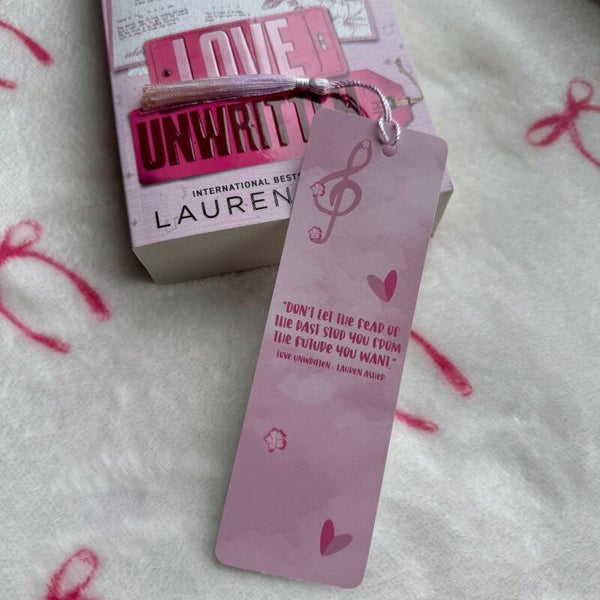 LOVE
UNWRITTEN
INTERNATIONAL BEST
LAUREN
"DON'T LET THE FEAR OF
THE PAST STOP YOU FROM
THE FUTURE YOU WANT."
LOVE UNWRITTEN . LAUREN ASHER